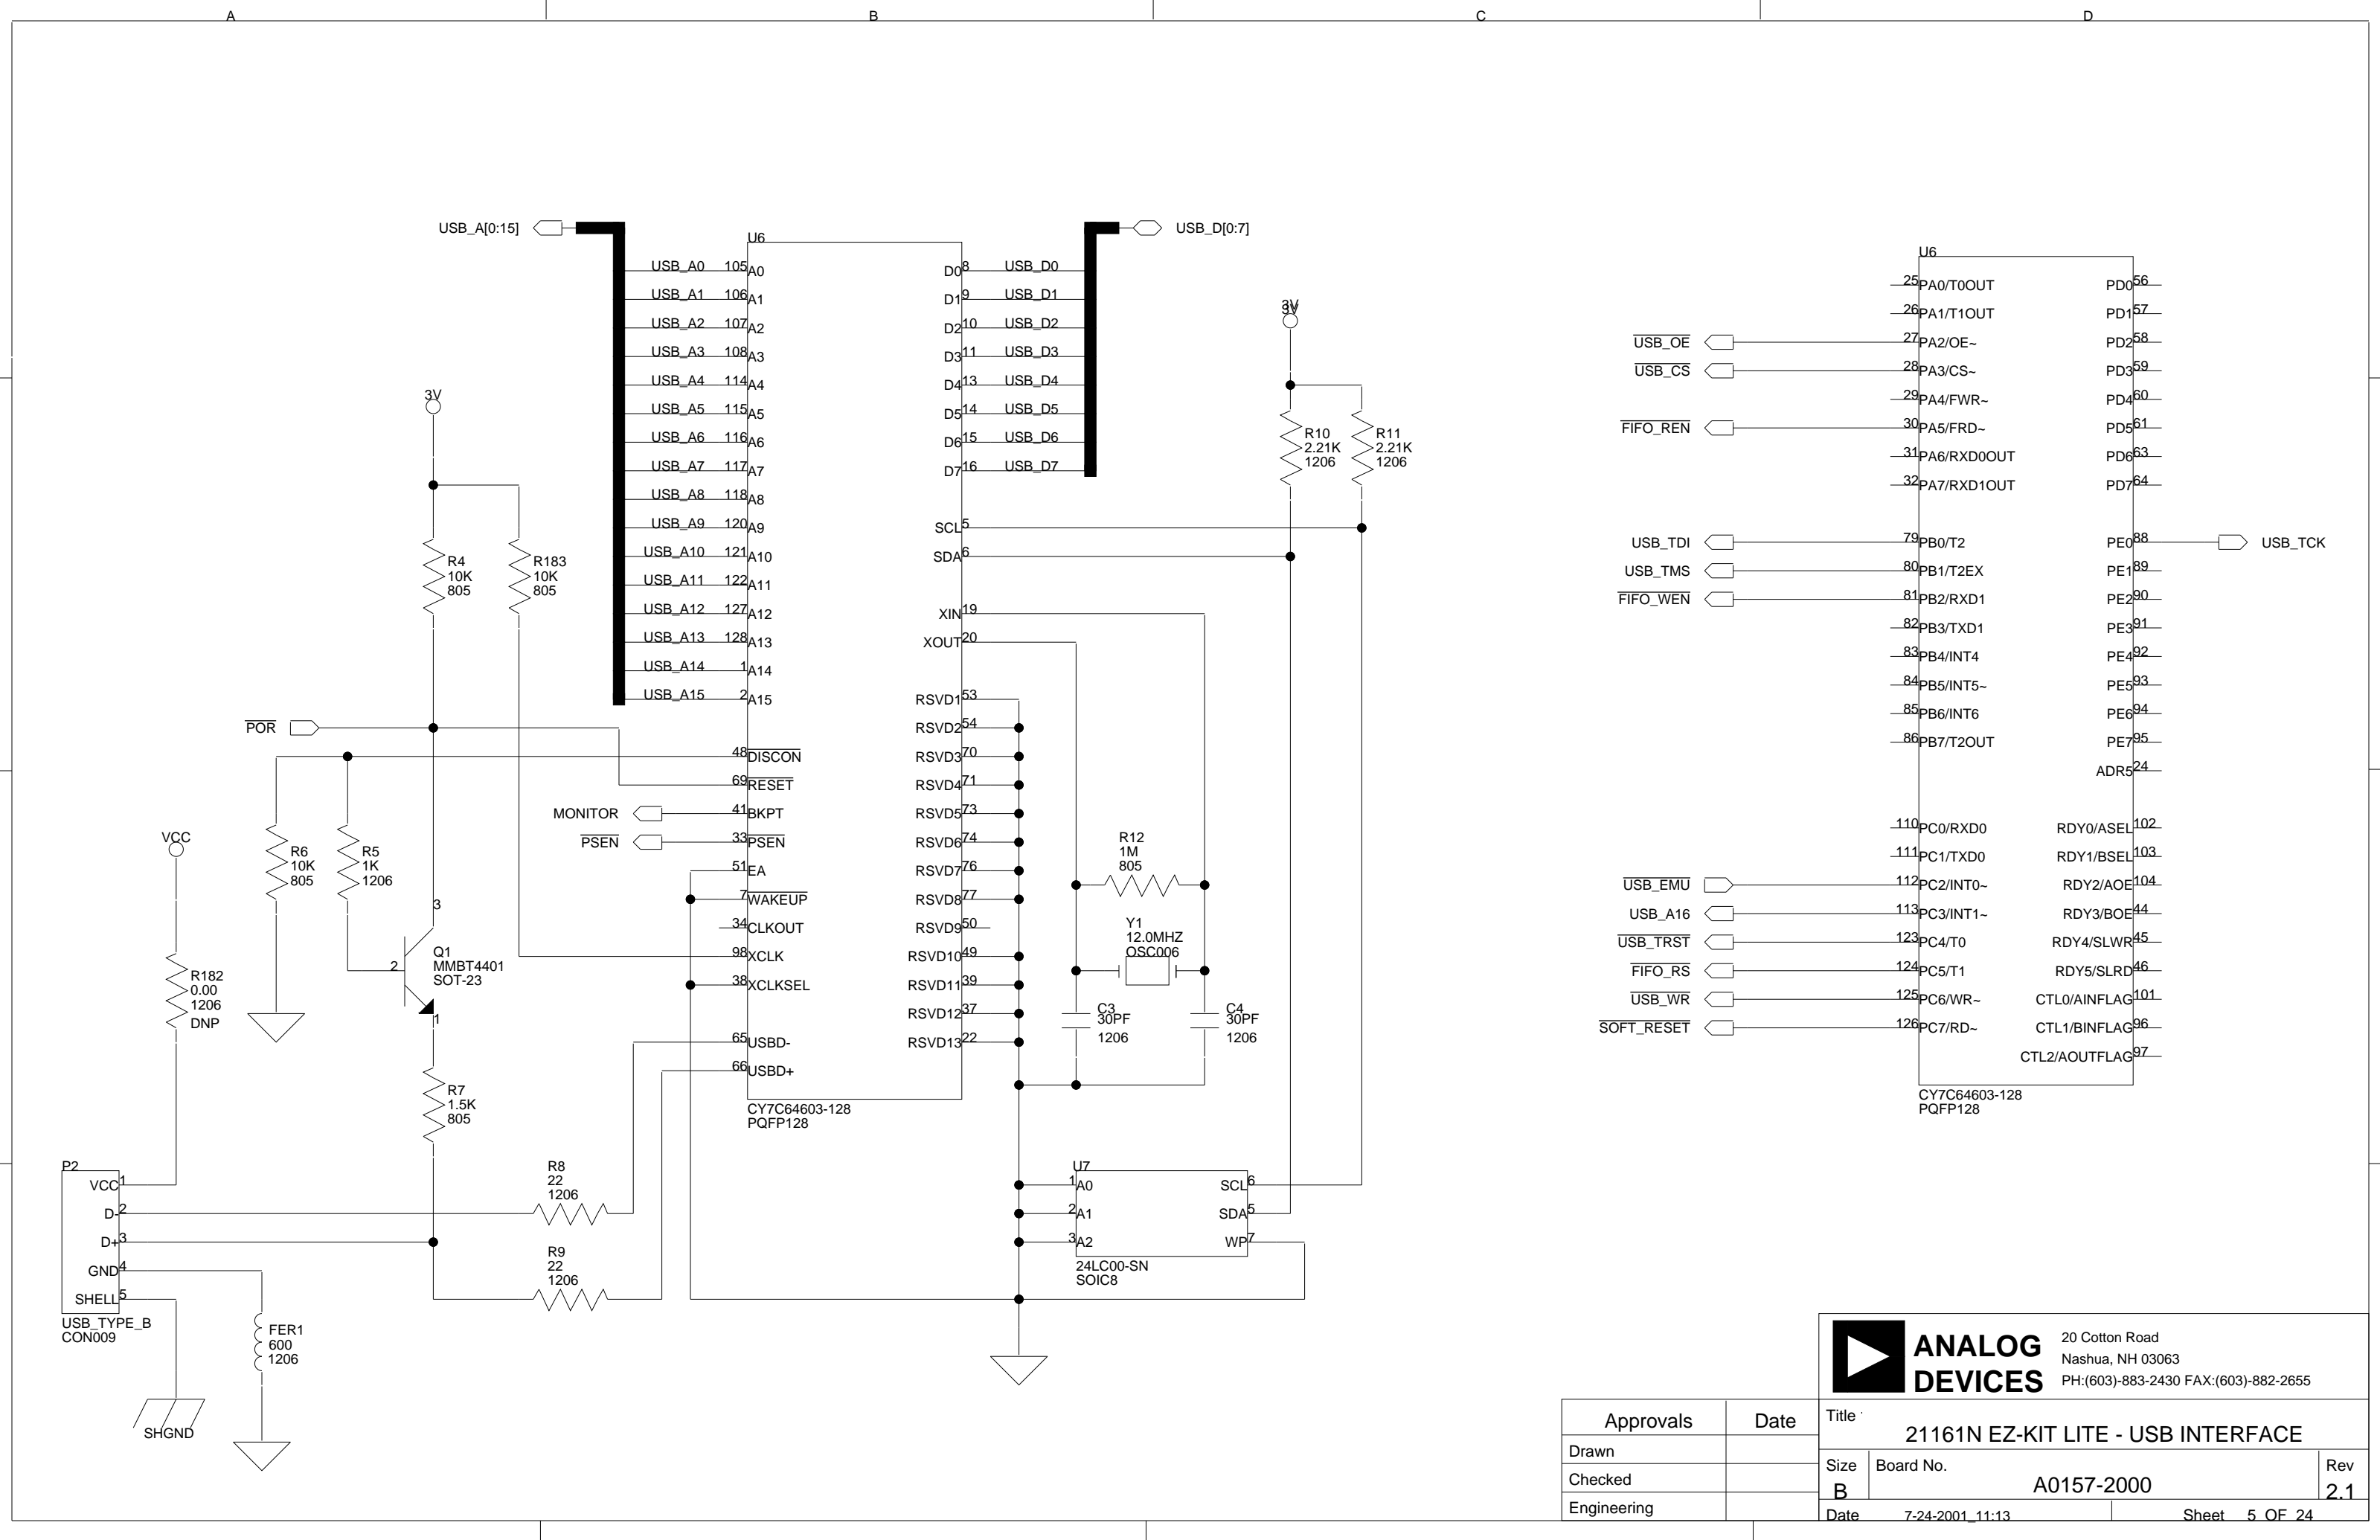 A
B
C
D
USB_A[0:15]
USB_D[0:7]
U6
USB_A0 105 A0
USB_A1 106 A1
USB_A2 107 A2
USB_A3 108 A3
USB_A4 114 A4
USB_A5 115 A5
USB_A6 116 A6
USB_A7 117 A7
USB_A8 118 A8
USB_A9 120 A9
USB_A10 121 A10
USB_A11 122 A11
USB_A12 127 A12
USB_A13 128 A13
USB_A14 1 A14
USB_A15 2 A15
48 DISCON
69 RESET
MONITOR 41 BKPT
PSEN 33 PSEN
51 EA
7 WAKEUP
34 CLKOUT
98 XCLK
38 XCLKSEL
65 USBD-
66 USBD+
D0 8 USB_D0
D1 9 USB_D1
D2 10 USB_D2
D3 11 USB_D3
D4 13 USB_D4
D5 14 USB_D5
D6 15 USB_D6
D7 16 USB_D7
SCL 5
SDA 6
XIN 19
XOUT 20
RSVD1 53
RSVD2 54
RSVD3 70
RSVD4 71
RSVD5 73
RSVD6 74
RSVD7 76
RSVD8 77
RSVD9 50
RSVD10 49
RSVD11 39
RSVD12 37
RSVD13 22
CY7C64603-128
PQFP128
3V
R4
10K
805
R183
10K
805
POR
VCC
R6
10K
805
R5
1K
1206
3
2
1
Q1
MMBT4401
SOT-23
R182
0.00
1206
DNP
R7
1.5K
805
P2
VCC 1
D- 2
D+ 3
GND 4
SHELL 5
USB_TYPE_B
CON009
R8
22
1206
R9
22
1206
FER1
600
1206
SHGND
3V
3V
R10
2.21K
1206
R11
2.21K
1206
R12
1M
805
Y1
12.0MHZ
OSC006
C3
30PF
1206
C4
30PF
1206
U7
1 A0
2 A1
3 A2
SCL 6
SDA 5
WP 7
24LC00-SN
SOIC8
U6
25 PA0/T0OUT
26 PA1/T1OUT
USB_OE 27 PA2/OE~
USB_CS 28 PA3/CS~
29 PA4/FWR~
FIFO_REN 30 PA5/FRD~
31 PA6/RXD0OUT
32 PA7/RXD1OUT
USB_TDI 79 PB0/T2
USB_TMS 80 PB1/T2EX
FIFO_WEN 81 PB2/RXD1
82 PB3/TXD1
83 PB4/INT4
84 PB5/INT5~
85 PB6/INT6
86 PB7/T2OUT
110 PC0/RXD0
111 PC1/TXD0
USB_EMU 112 PC2/INT0~
USB_A16 113 PC3/INT1~
USB_TRST 123 PC4/T0
FIFO_RS 124 PC5/T1
USB_WR 125 PC6/WR~
SOFT_RESET 126 PC7/RD~
PD0 56
PD1 57
PD2 58
PD3 59
PD4 60
PD5 61
PD6 63
PD7 64
PE0 88 USB_TCK
PE1 89
PE2 90
PE3 91
PE4 92
PE5 93
PE6 94
PE7 95
ADR5 24
RDY0/ASEL 102
RDY1/BSEL 103
RDY2/AOE 104
RDY3/BOE 44
RDY4/SLWR 45
RDY5/SLRD 46
CTL0/AINFLAG 101
CTL1/BINFLAG 96
CTL2/AOUTFLAG 97
CY7C64603-128
PQFP128
ANALOG
DEVICES
20 Cotton Road
Nashua, NH 03063
PH:(603)-883-2430 FAX:(603)-882-2655
Approvals Date
Drawn
Checked
Engineering
Title
21161N EZ-KIT LITE - USB INTERFACE
Size
B
Board No.
A0157-2000
Rev
2.1
Date 7-24-2001_11:13
Sheet 5 OF 24